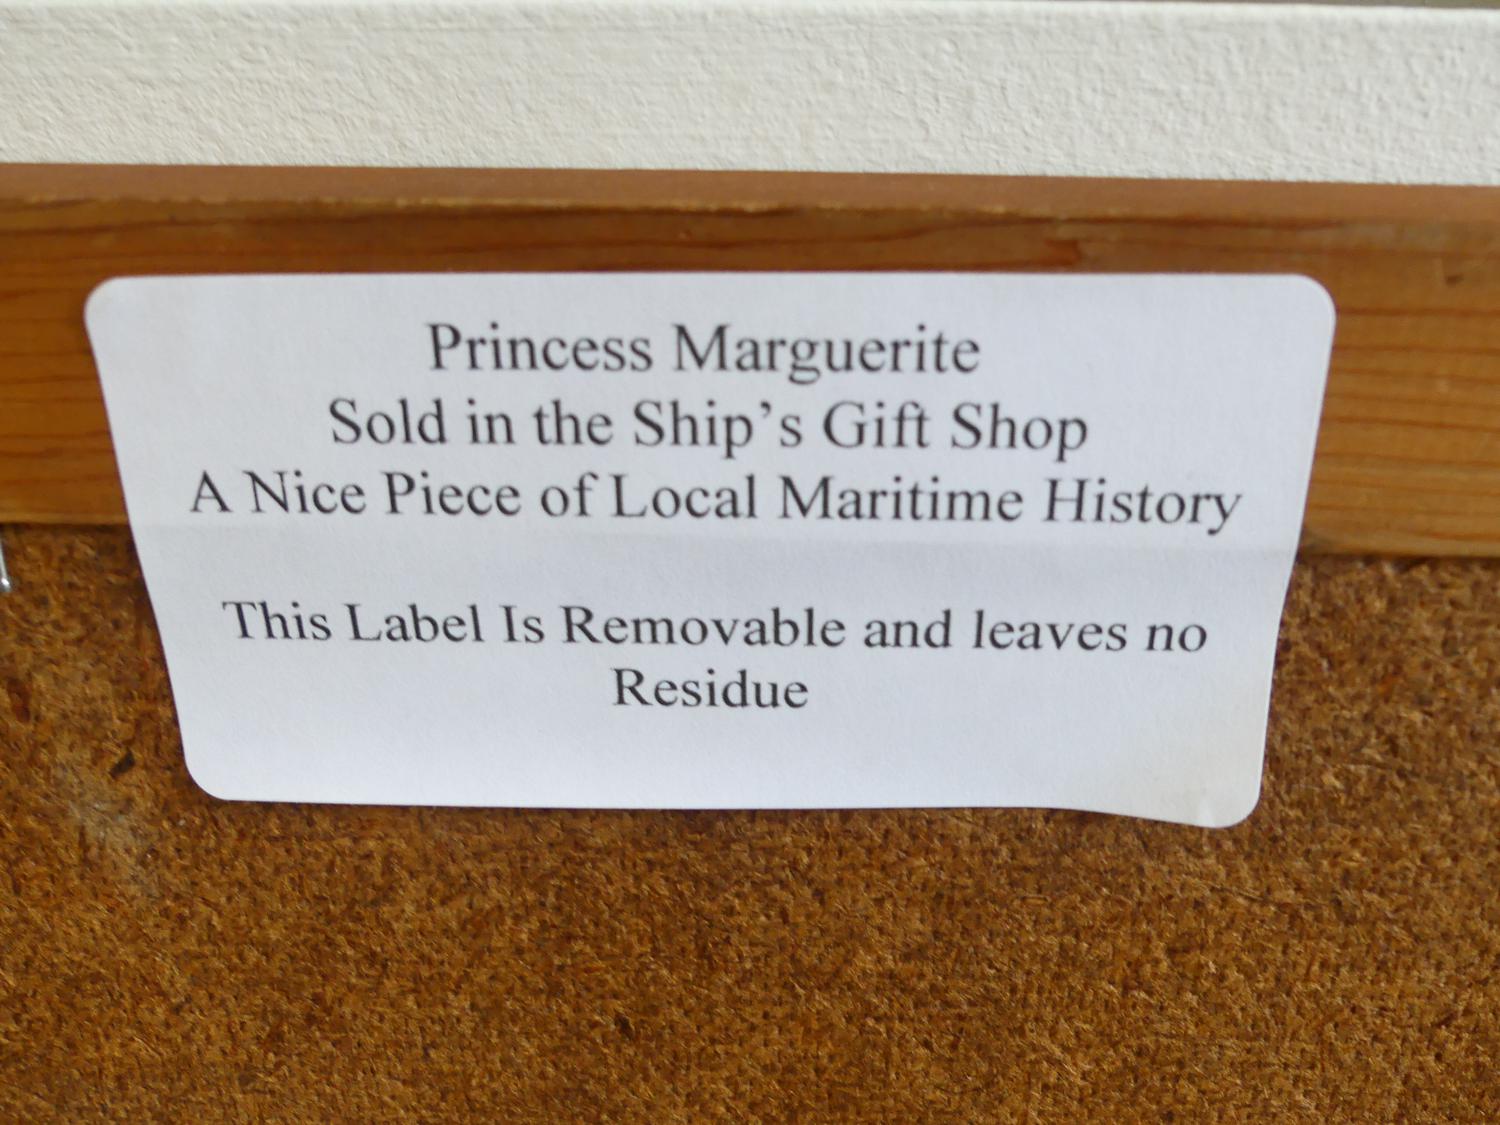 Princess Marguerite
Sold in the Ship's Gift Shop
A Nice Piece of Local Maritime History
This Label Is Removable and leaves no
Residue